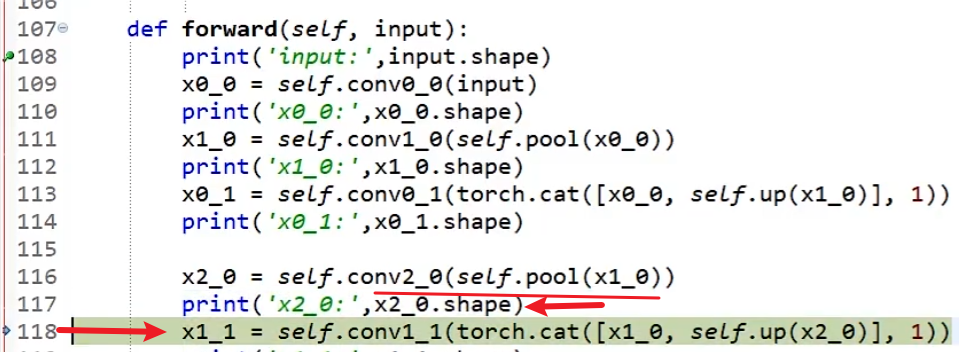 106
107 def forward(self, input):
108 print('input:',input.shape)
109 x0_0 = self.conv0_0(input)
110 print('x0_0:',x0_0.shape)
111 x1_0 = self.conv1_0(self.pool(x0_0))
112 print('x1_0:',x1_0.shape)
113 x0_1 = self.conv0_1(torch.cat([x0_0, self.up(x1_0)], 1))
114 print('x0_1:',x0_1.shape)
115
116 x2_0 = self.conv2_0(self.pool(x1_0))
117 print('x2_0:',x2_0.shape)
118 x1_1 = self.conv1_1(torch.cat([x1_0, self.up(x2_0)], 1))